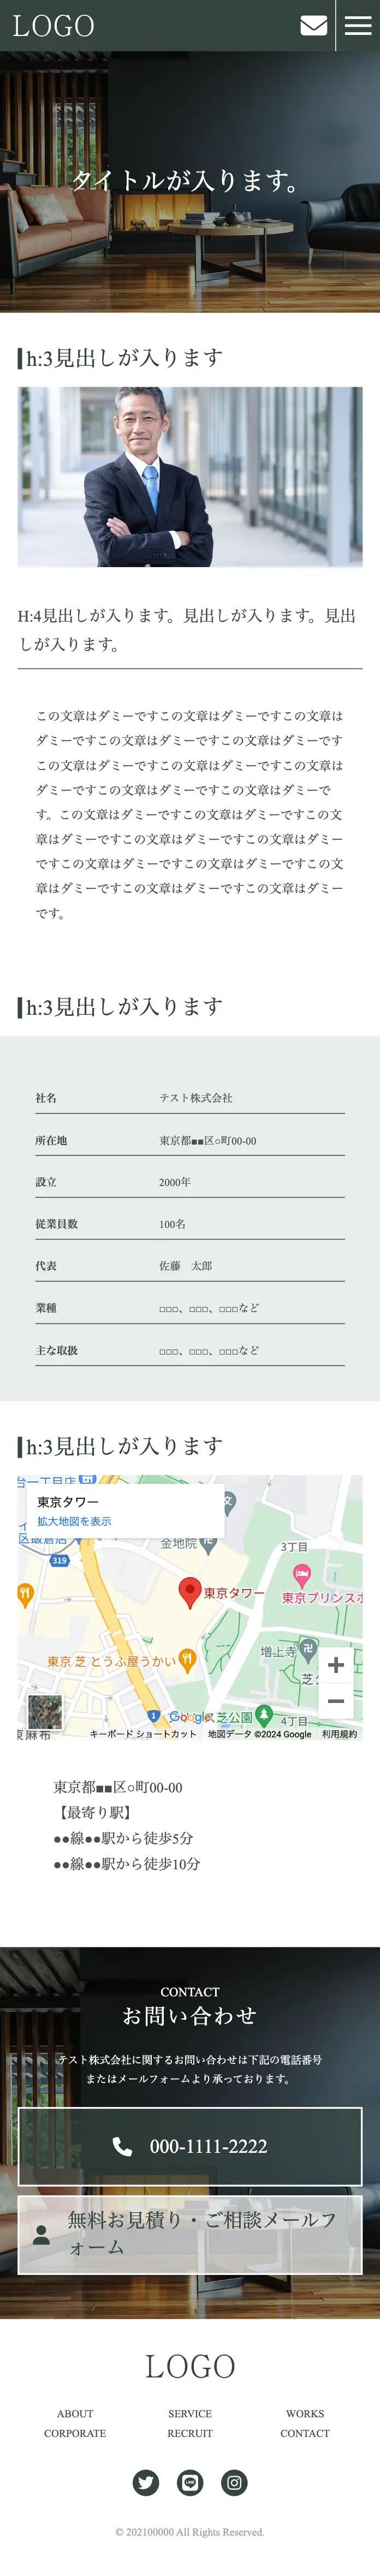 LOGO
タイトルが入ります。
h:3見出しが入ります
H:4見出しが入ります。見出しが入ります。見出
しが入ります。
この文章はダミーですこの文章はダミーですこの文章は
ダミーですこの文章はダミーですこの文章はダミーです
この文章はダミーですこの文章はダミーですこの文章は
ダミーですこの文章はダミーですこの文章はダミーで
す。この文章はダミーですこの文章はダミーですこの文
章はダミーですこの文章はダミーですこの文章はダミー
ですこの文章はダミーですこの文章はダミーですこの文
章はダミーですこの文章はダミーですこの文章はダミー
です。
h:3見出しが入ります
社名 テスト株式会社
所在地 東京都■■区○町00-00
設立 2000年
従業員数 100名
代表 佐藤　太郎
業種 □□□、□□□、□□□など
主な取扱 □□□、□□□、□□□など
h:3見出しが入ります
台一丁目店
東京タワー
拡大地図を表示
区飯倉店
金地院
319
3丁目
東京タワー
東京プリンスホ
増上寺
東京 芝 とうふ屋うかい
芝公
1
Google
芝公園
4丁目
東麻布
キーボード ショートカット 地図データ ©2024 Google 利用規約
東京都■■区○町00-00
【最寄り駅】
●●線●●駅から徒歩5分
●●線●●駅から徒歩10分
CONTACT
お問い合わせ
テスト株式会社に関するお問い合わせは下記の電話番号
またはメールフォームより承っております。
000-1111-2222
無料お見積り・ご相談メールフ
ォーム
LOGO
ABOUT SERVICE WORKS
CORPORATE RECRUIT CONTACT
© 202100000 All Rights Reserved.